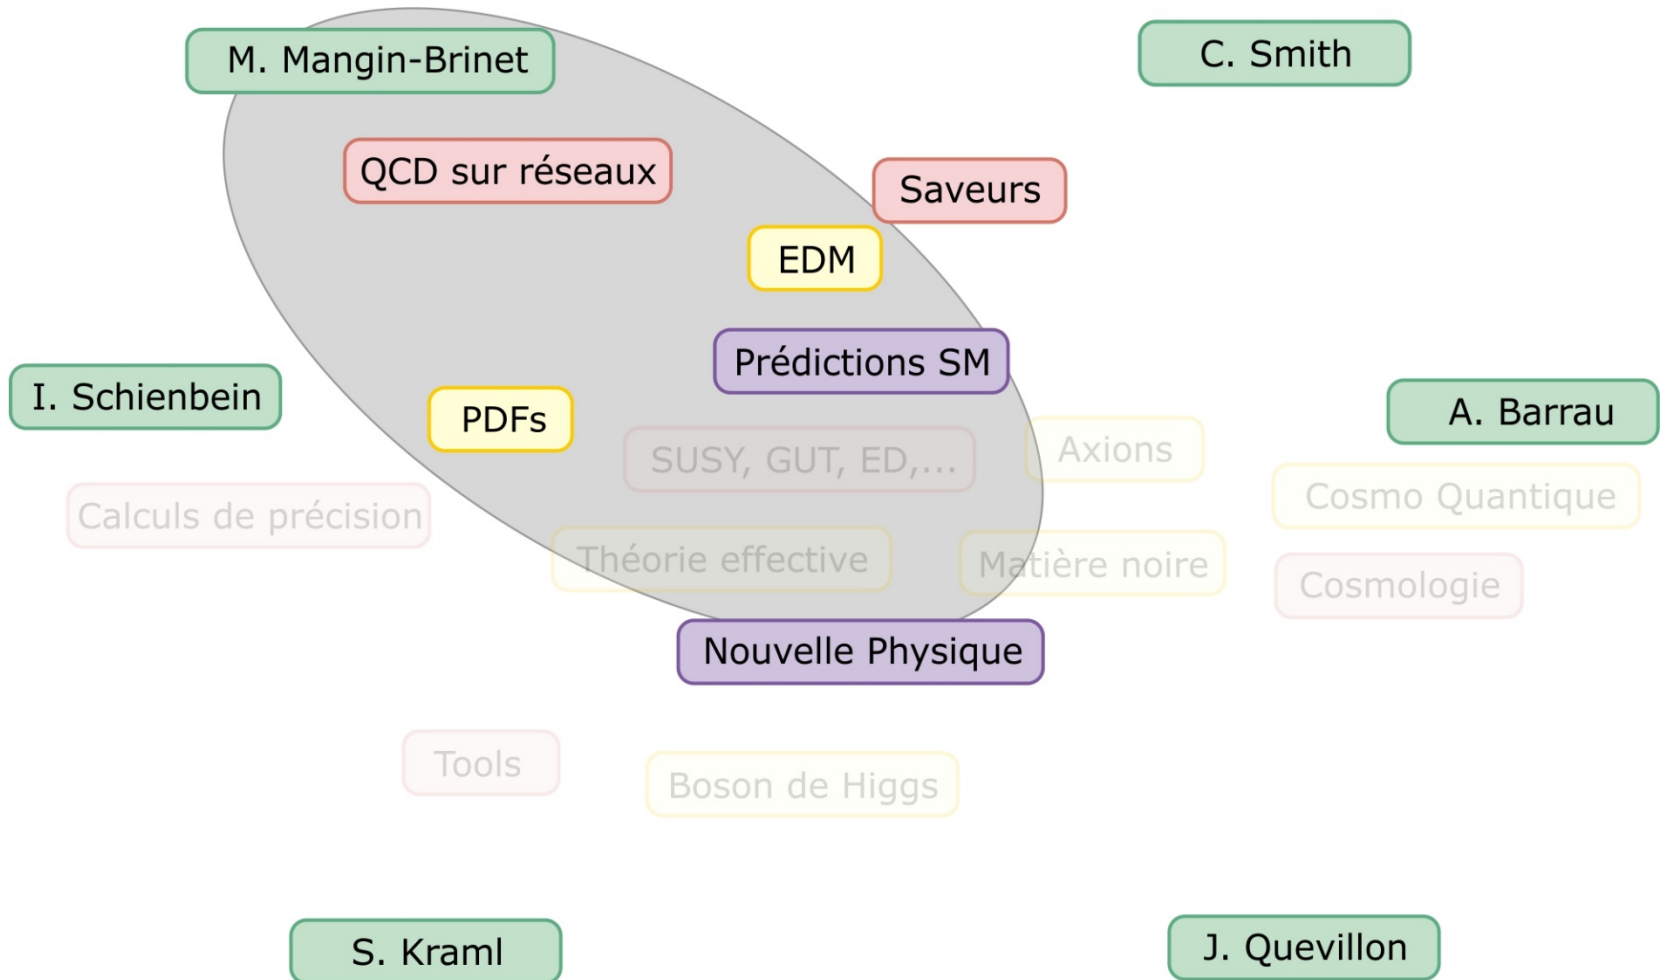 M. Mangin-Brinet
C. Smith
QCD sur réseaux
Saveurs
EDM
Prédictions SM
I. Schienbein
PDFs
A. Barrau
SUSY, GUT, ED,...
Axions
Calculs de précision
Cosmo Quantique
Théorie effective
Matière noire
Cosmologie
Nouvelle Physique
Tools
Boson de Higgs
S. Kraml
J. Quevillon